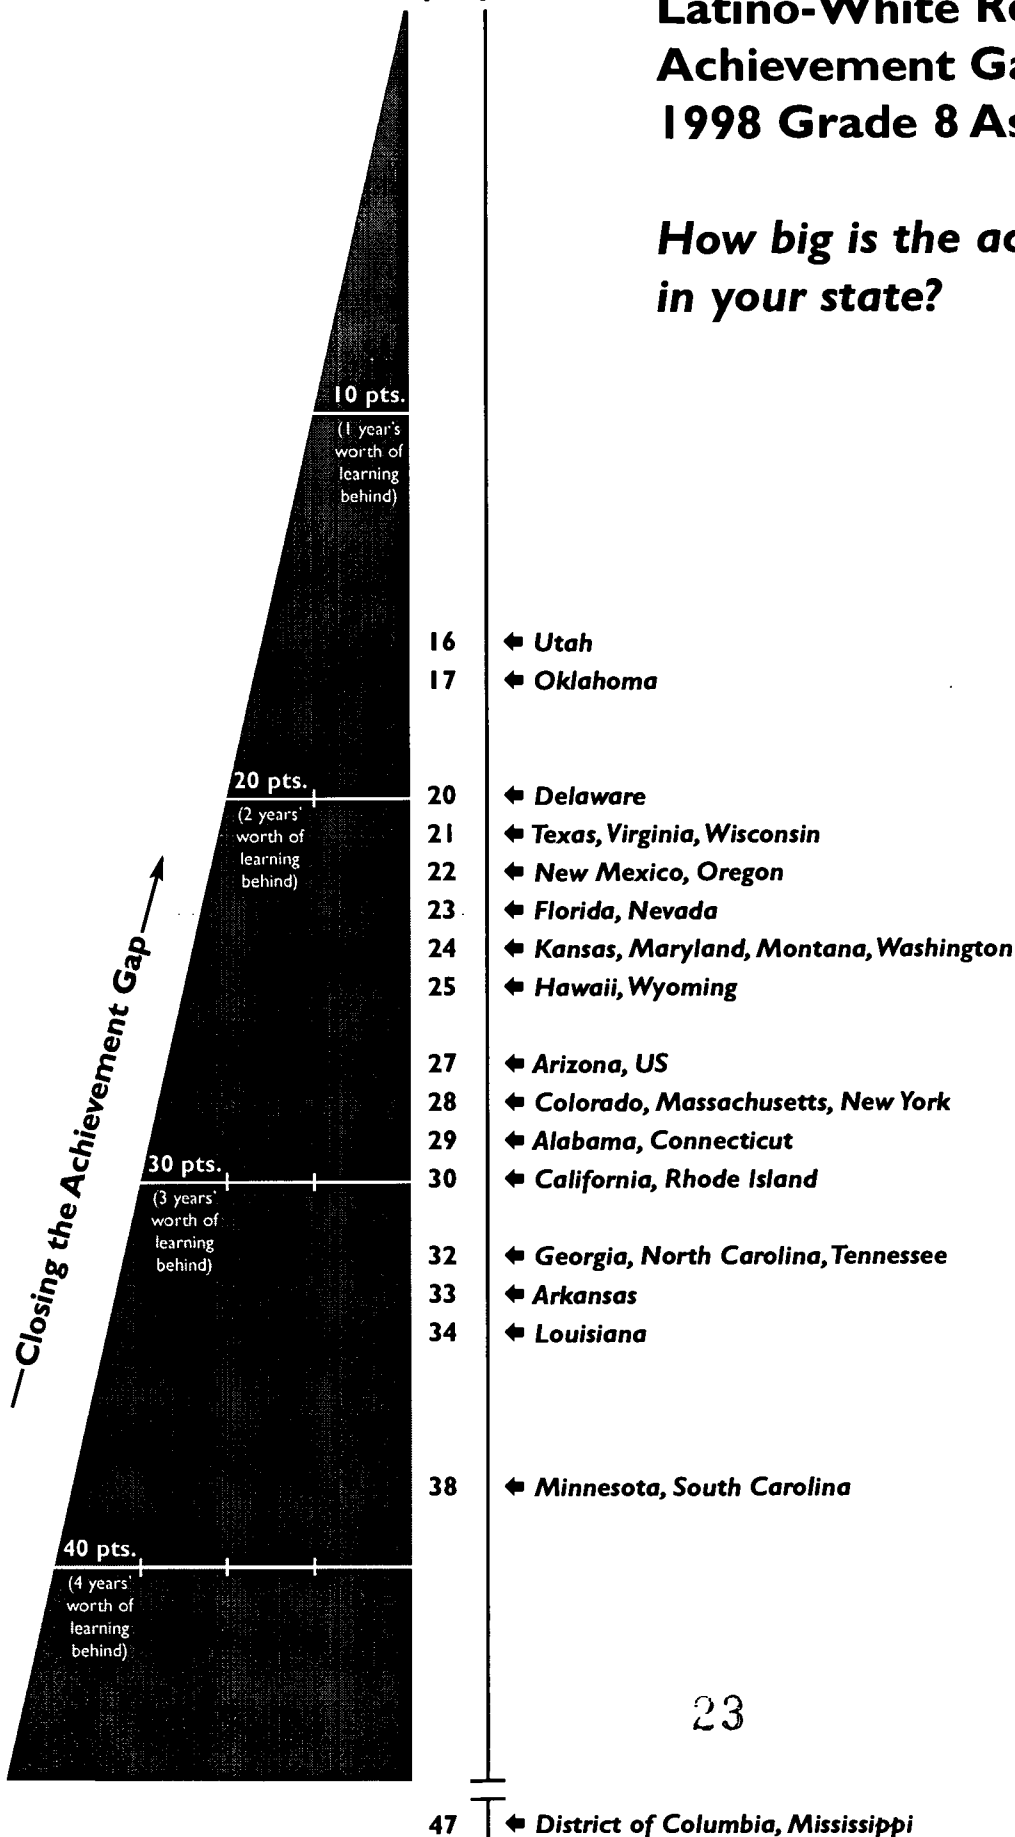 Latino-White
Achievement
1998 Grade 8
How big is the
in your state?
10 pts.
(1 year's
worth of
learning
behind)
16 Utah
17 Oklahoma
20 pts.
(2 years'
worth of
learning
behind)
20 Delaware
21 Texas, Virginia, Wisconsin
22 New Mexico, Oregon
23 Florida, Nevada
24 Kansas, Maryland, Montana, Washington
25 Hawaii, Wyoming
27 Arizona, US
28 Colorado, Massachusetts, New York
29 Alabama, Connecticut
30 pts.
(3 years'
worth of
learning
behind)
30 California, Rhode Island
32 Georgia, North Carolina, Tennessee
33 Arkansas
34 Louisiana
Closing the Achievement Gap
38 Minnesota, South Carolina
40 pts.
(4 years'
worth of
learning
behind)
23
47 District of Columbia, Mississippi